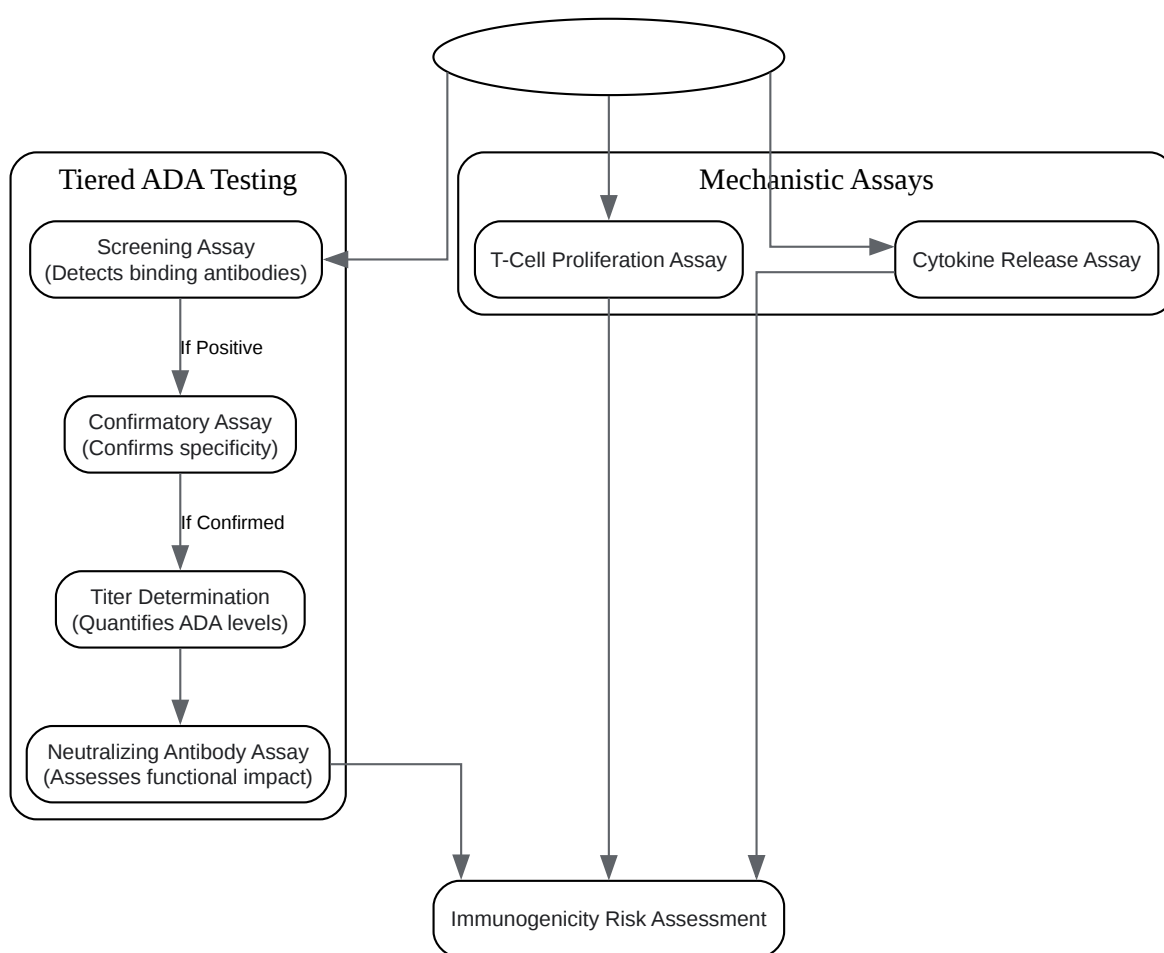 Tiered ADA Testing
Screening Assay
(Detects binding antibodies)
If Positive
Confirmatory Assay
(Confirms specificity)
If Confirmed
Titer Determination
(Quantifies ADA levels)
Neutralizing Antibody Assay
(Assesses functional impact)
Mechanistic Assays
T-Cell Proliferation Assay
Cytokine Release Assay
Immunogenicity Risk Assessment